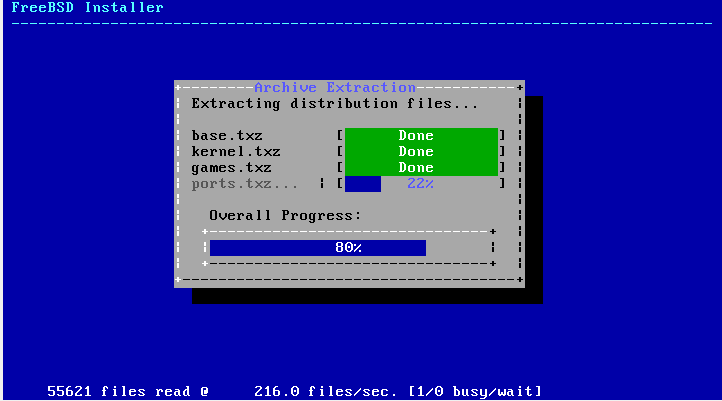 FreeBSD Installer
Archive Extraction
Extracting distribution files...
base.txz [ Done ]
kernel.txz [ Done ]
games.txz [ Done ]
ports.txz... | [ 22% ]
Overall Progress:
80%
55621 files read @ 216.0 files/sec. [1/0 busy/wait]